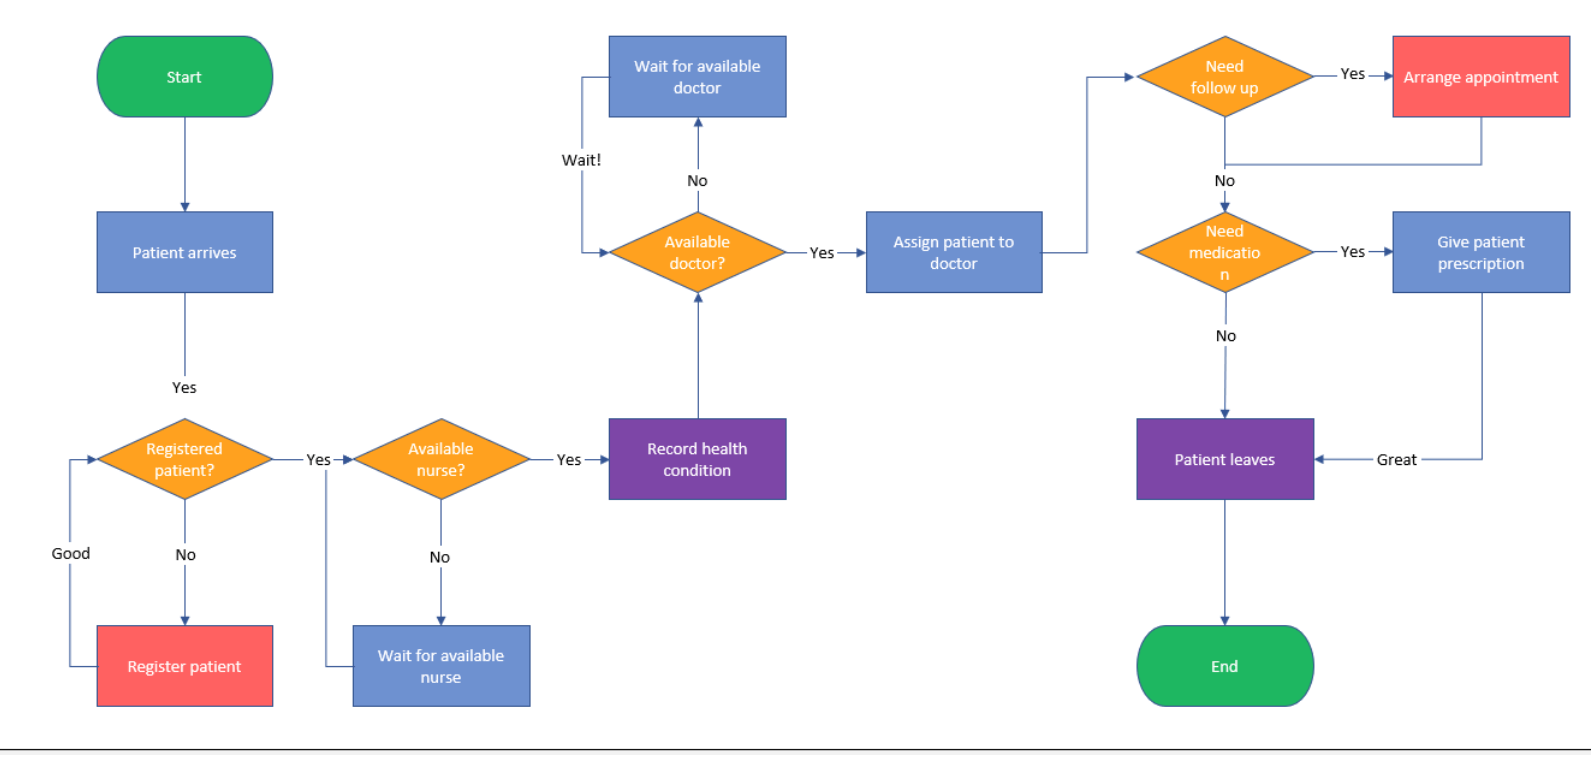 Start
Patient arrives
Yes
Registered
patient?
Good
No
Register patient
Yes
Available
nurse?
No
Wait for available
nurse
Yes
Record health
condition
Wait for available
doctor
Wait!
No
Available
doctor?
Yes
Assign patient to
doctor
Need
follow up
Yes
Arrange appointment
No
Need
medicatio
n
Yes
Give patient
prescription
No
Great
Patient leaves
End